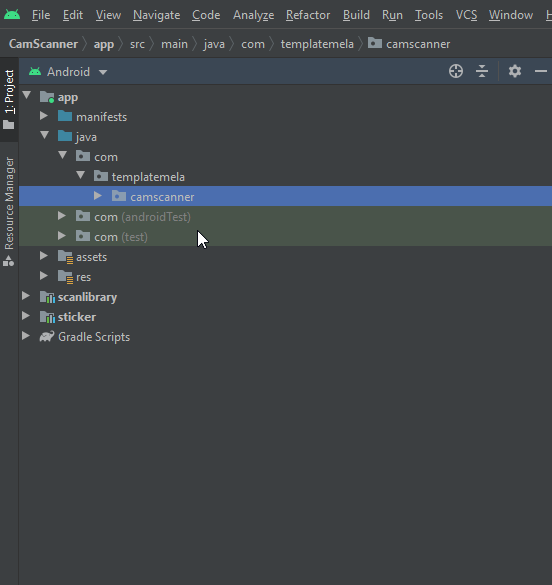 File Edit View Navigate Code Analyze Refactor Build Run Tools VCS Window H
CamScanner app src main java com templatemela camscanner
1: Project
Resource Manager
Android
app
manifests
java
com
templatemela
camscanner
com (androidTest)
com (test)
assets
res
scanlibrary
sticker
Gradle Scripts